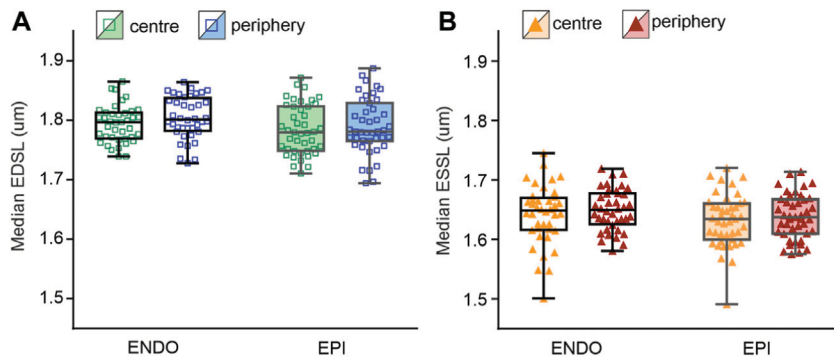 A
centre
periphery
Median EDSL (um)
1.9
1.8
1.7
1.6
1.5
ENDO
EPI
B
centre
periphery
Median ESSL (um)
1.9
1.8
1.7
1.6
1.5
ENDO
EPI